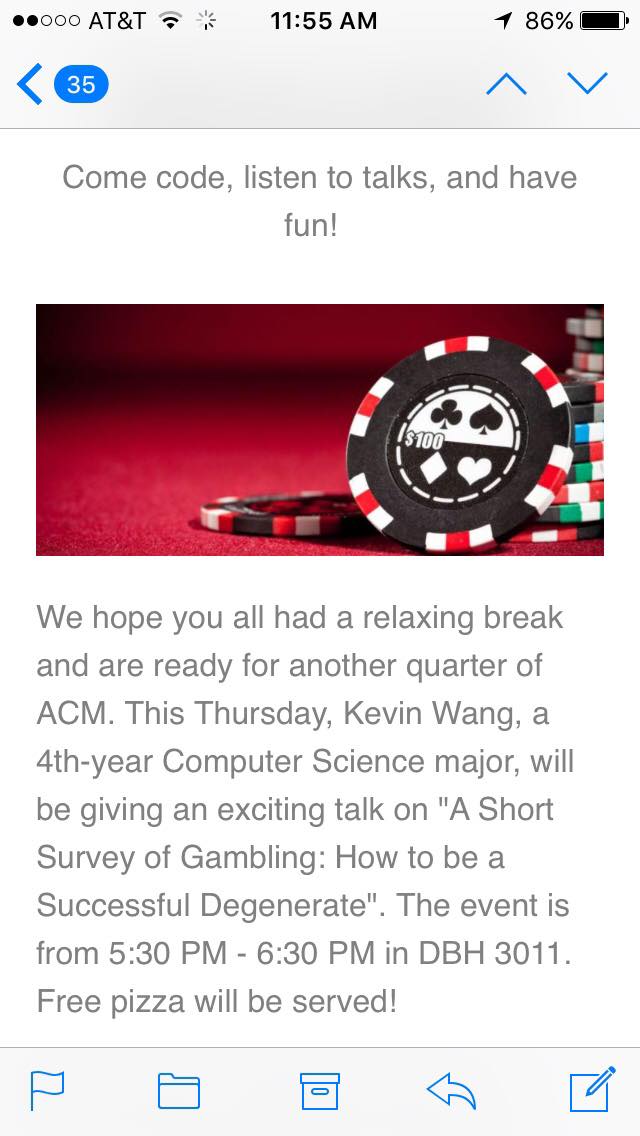 AT&T 11:55 AM 86%
35
Come code, listen to talks, and have
fun!
$100
We hope you all had a relaxing break
and are ready for another quarter of
ACM. This Thursday, Kevin Wang, a
4th-year Computer Science major, will
be giving an exciting talk on "A Short
Survey of Gambling: How to be a
Successful Degenerate". The event is
from 5:30 PM - 6:30 PM in DBH 3011.
Free pizza will be served!